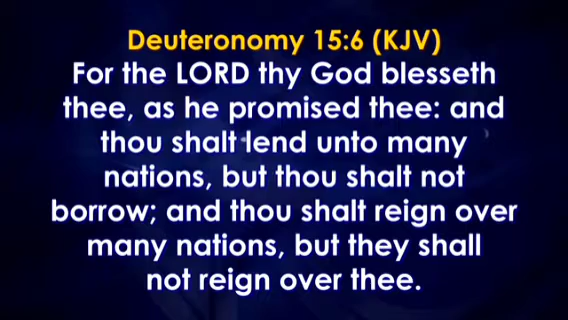 Deuteronomy 15:6 (KJV)
For the LORD thy God blesseth
thee, as he promised thee: and
thou shalt lend unto many
nations, but thou shalt not
borrow; and thou shalt reign over
many nations, but they shall
not reign over thee.